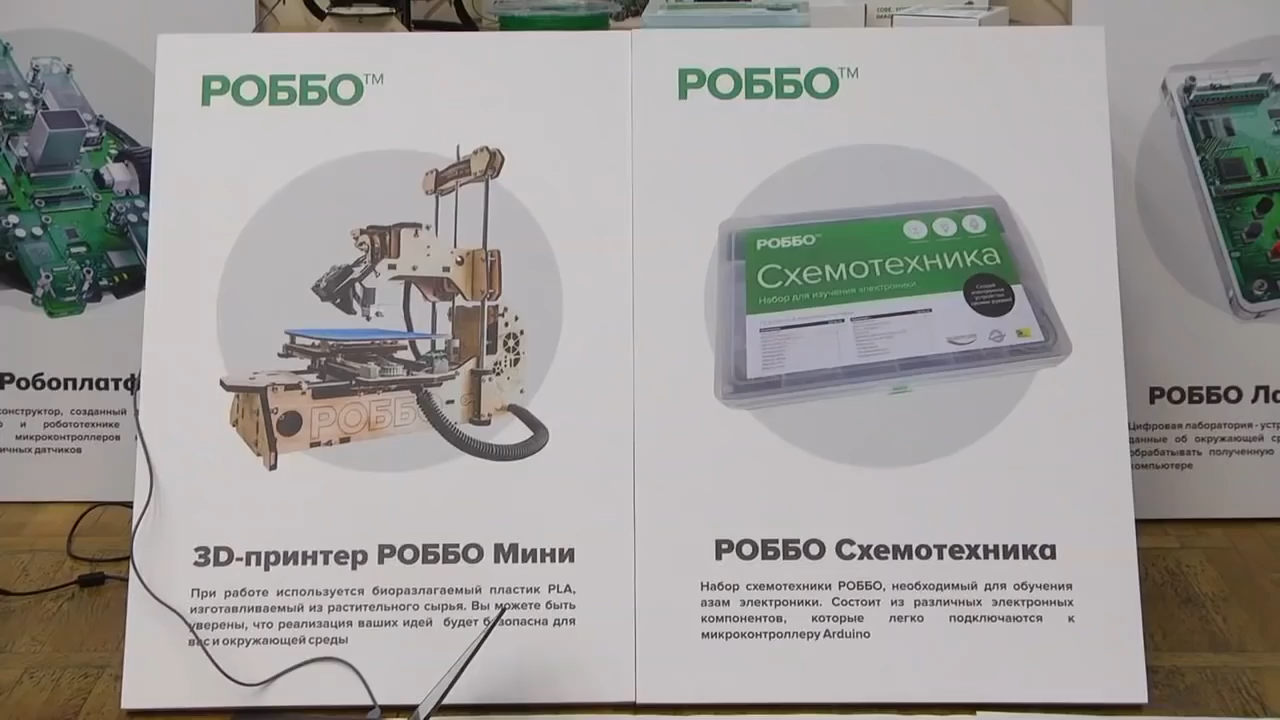 РОББО™
3D-принтер РОББО Мини
При работе используется биоразлагаемый пластик PLA,
изготавливаемый из растительного сырья. Вы можете быть
уверены, что реализация ваших идей будет безопасна для
вас и окружающей среды
РОББО™
РОББО™
Схемотехника
Набор для изучения электроники
РОББО Схемотехника
Набор схемотехники РОББО, необходимый для обучения
азам электроники. Состоит из различных электронных
компонентов, которые легко подключаются к
микроконтроллеру Arduino
Робоплатф
конструктор, созданный
и робототехнике
микроконтроллеров
ичных датчиков
РОББО Ла
Цифровая лаборатория - устр
данные об окружающей ср
обрабатывать полученную
компьютере